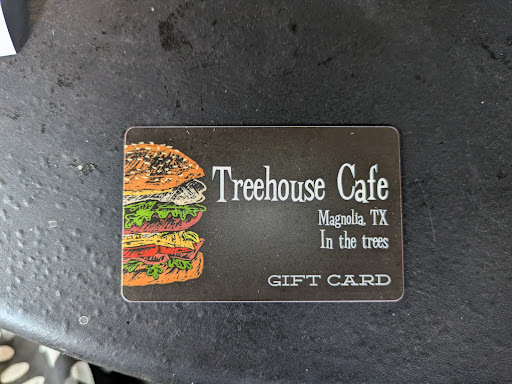 Treehouse Cafe
Magnolia, TX
In the trees
GIFT CARD